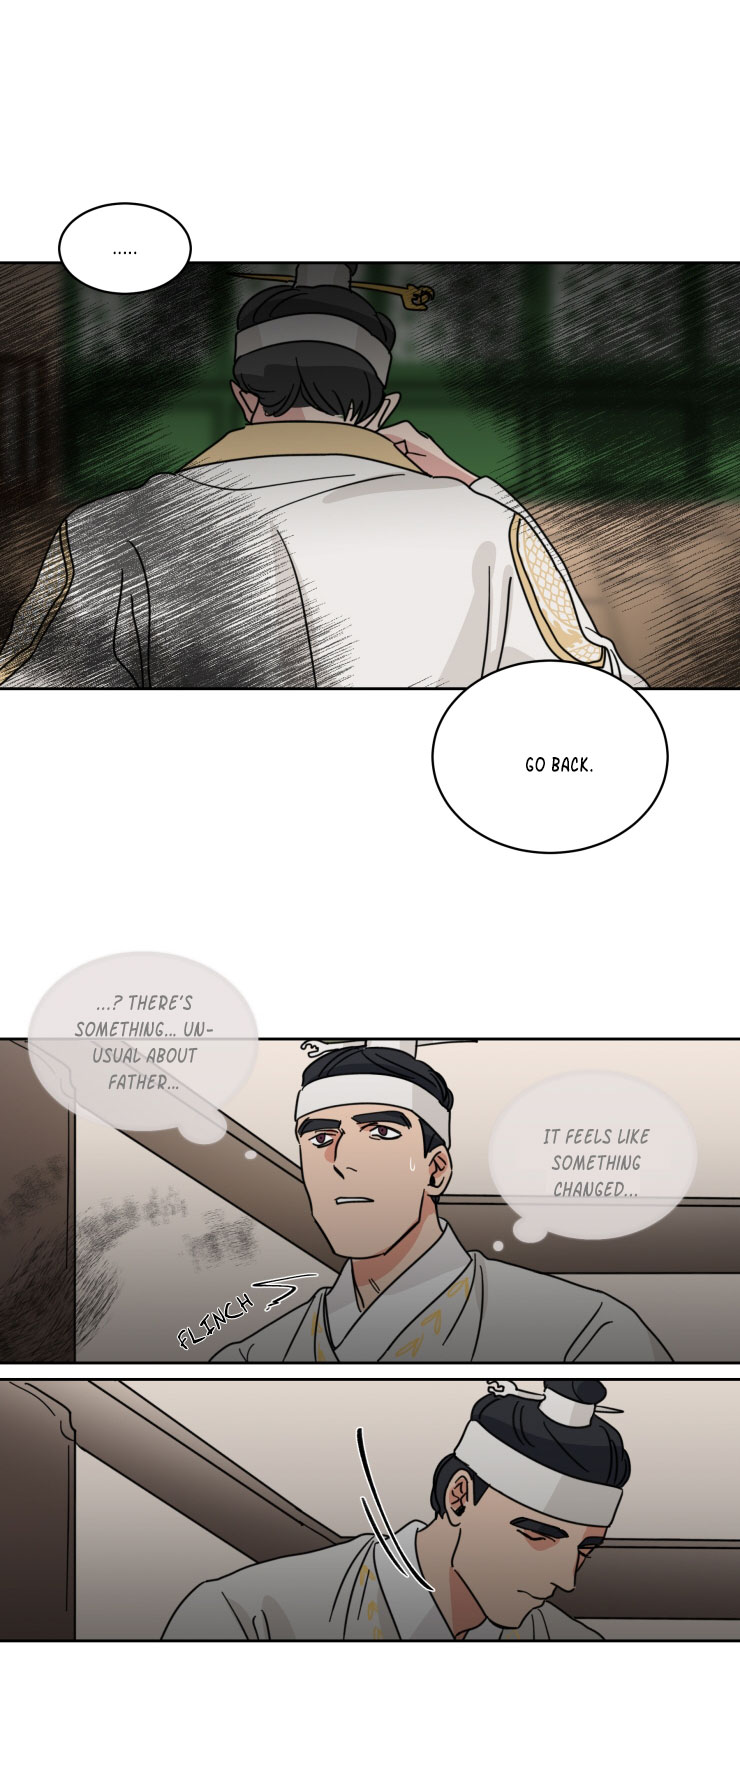 .....
GO BACK.
...? THERE'S
SOMETHING... UN-
USUAL ABOUT
FATHER...
IT FEELS LIKE
SOMETHING
CHANGED...
FLINCH